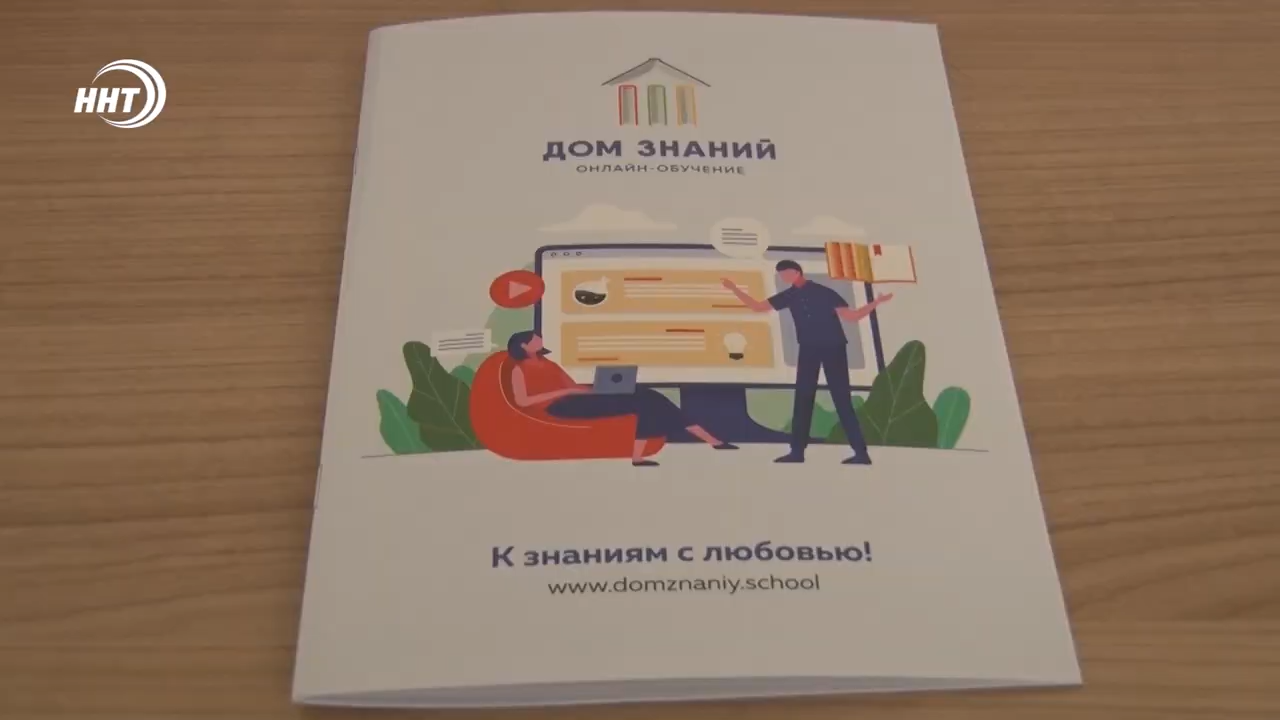 ННТ
ДОМ ЗНАНИЙ
ОНЛАЙН-ОБУЧЕНИЕ
К знаниям с любовью!
www.domznaniy.school